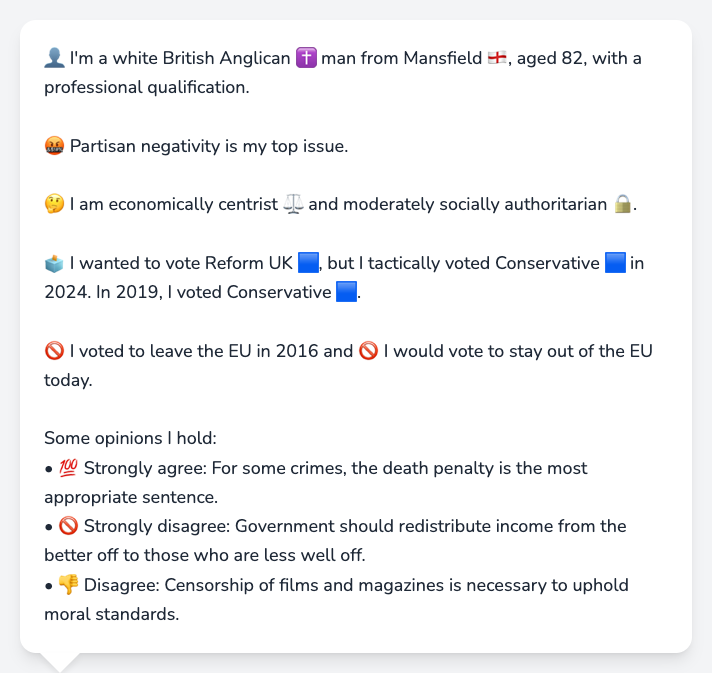 👤 I'm a white British Anglican ✝️ man from Mansfield 🏴󠁧󠁢󠁥󠁮󠁧󠁿, aged 82, with a
professional qualification.
🤬 Partisan negativity is my top issue.
🤔 I am economically centrist ⚖️ and moderately socially authoritarian 🔒.
🗳️ I wanted to vote Reform UK 🟦, but I tactically voted Conservative 🟦 in
2024. In 2019, I voted Conservative 🟦.
🚫 I voted to leave the EU in 2016 and 🚫 I would vote to stay out of the EU
today.
Some opinions I hold:
• 💯 Strongly agree: For some crimes, the death penalty is the most
appropriate sentence.
• 🚫 Strongly disagree: Government should redistribute income from the
better off to those who are less well off.
• 👎 Disagree: Censorship of films and magazines is necessary to uphold
moral standards.